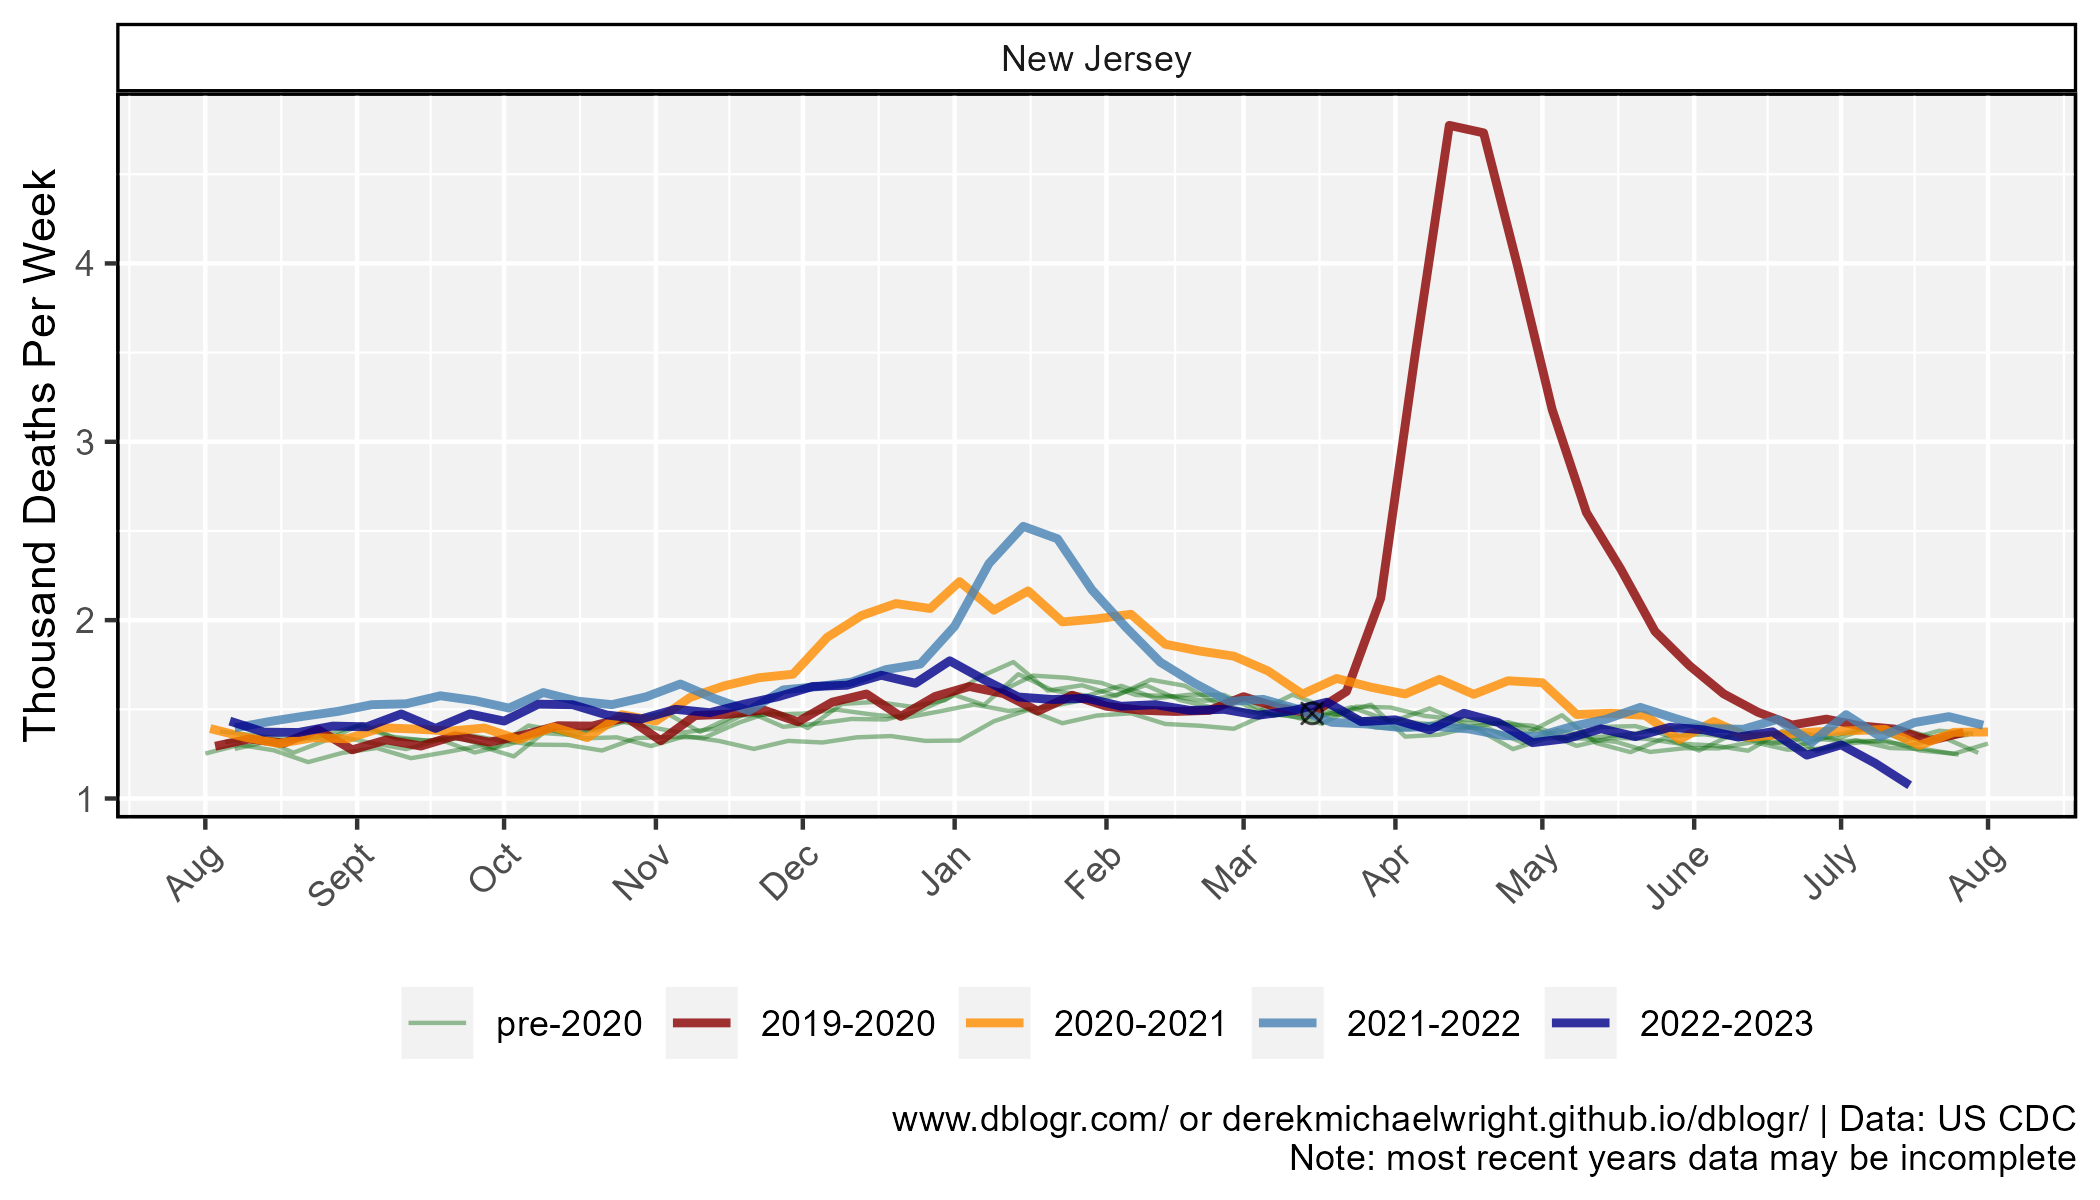 New Jersey
Thousand Deaths Per Week
4
3
2
1
Aug Sept Oct Nov Dec Jan Feb Mar Apr May June July Aug
pre-2020 2019-2020 2020-2021 2021-2022 2022-2023
www.dblogr.com/ or derekmichaelwright.github.io/dblogr/ | Data: US CDC
Note: most recent years data may be incomplete